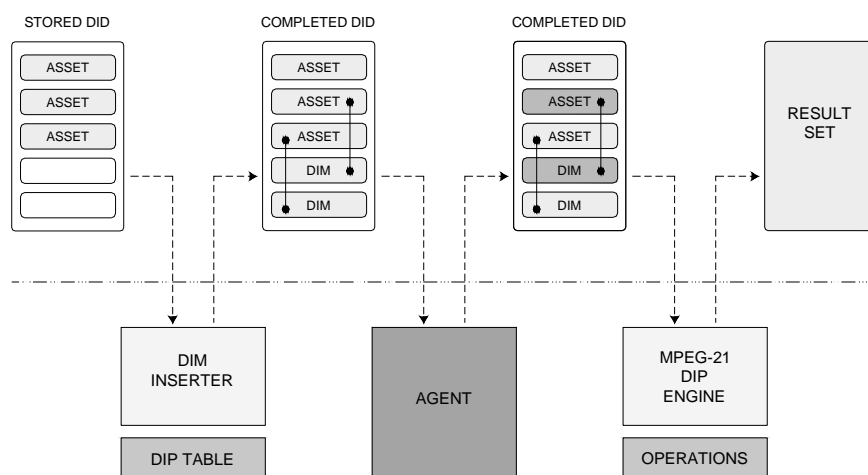 STORED DID
COMPLETED DID
COMPLETED DID
ASSET
ASSET
ASSET
ASSET
ASSET
ASSET
DIM
DIM
ASSET
ASSET
ASSET
DIM
DIM
RESULT
SET
DIM
INSERTER
DIP TABLE
AGENT
MPEG-21
DIP
ENGINE
OPERATIONS